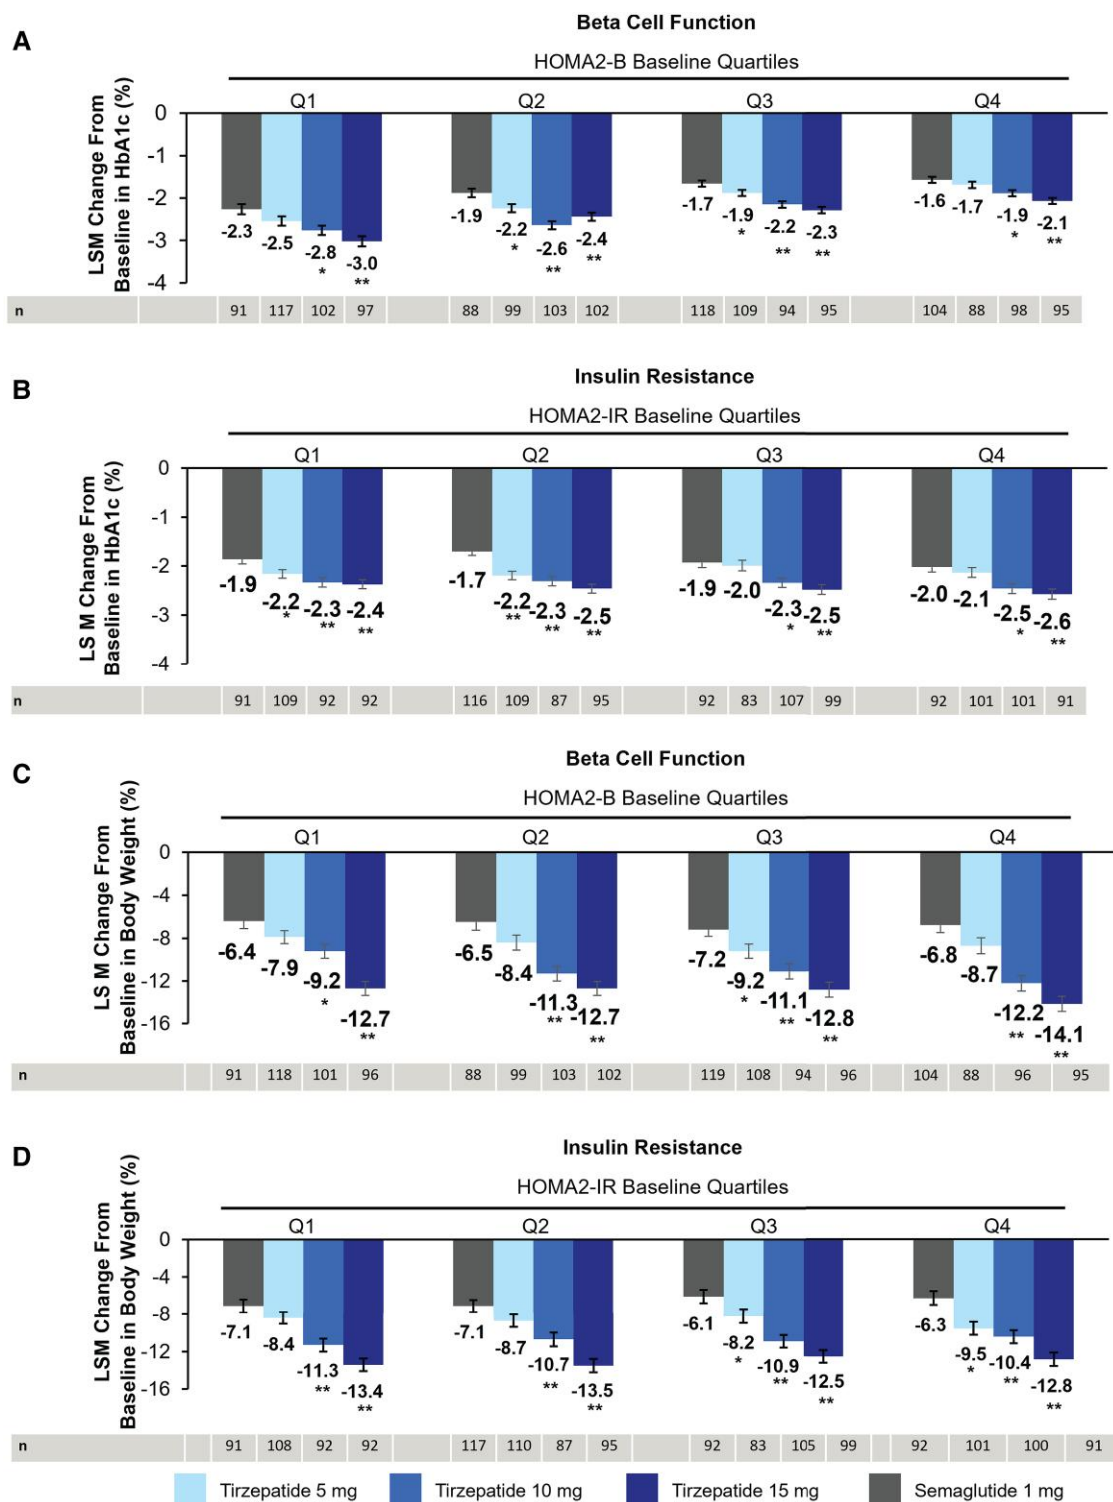 A
Beta Cell Function
HOMA2-B Baseline Quartiles
Q1 Q2 Q3 Q4
LSM Change From
Baseline in HbA1c (%)
0
-1
-2
-3
-4
-2.3 -2.5 -2.8 -3.0 -1.9 -2.2 -2.6 -2.4 -1.7 -1.9 -2.2 -2.3 -1.6 -1.7 -1.9 -2.1
* ** * ** ** * ** ** * **
n 91 117 102 97 88 99 103 102 118 109 94 95 104 88 98 95
B
Insulin Resistance
HOMA2-IR Baseline Quartiles
Q1 Q2 Q3 Q4
LS M Change From
Baseline in HbA1c (%)
0
-1
-2
-3
-4
-1.9 -2.2 -2.3 -2.4 -1.7 -2.2 -2.3 -2.5 -1.9 -2.0 -2.3 -2.5 -2.0 -2.1 -2.5 -2.6
* ** ** ** ** ** * ** * **
n 91 109 92 92 116 109 87 95 92 83 107 99 92 101 101 91
C
Beta Cell Function
HOMA2-B Baseline Quartiles
Q1 Q2 Q3 Q4
LS M Change From
Baseline in Body Weight (%)
0
-4
-8
-12
-16
-6.4 -7.9 -9.2 -12.7 -6.5 -8.4 -11.3 -12.7 -7.2 -9.2 -11.1 -12.8 -6.8 -8.7 -12.2 -14.1
* ** ** ** * ** ** ** **
n 91 118 101 96 88 99 103 102 119 108 94 96 104 88 96 95
D
Insulin Resistance
HOMA2-IR Baseline Quartiles
Q1 Q2 Q3 Q4
LSM Change From
Baseline in Body Weight (%)
0
-4
-8
-12
-16
-7.1 -8.4 -11.3 -13.4 -7.1 -8.7 -10.7 -13.5 -6.1 -8.2 -10.9 -12.5 -6.3 -9.5 -10.4 -12.8
** ** ** ** * ** ** * ** **
n 91 108 92 92 117 110 87 95 92 83 105 99 92 101 100 91
Tirzepatide 5 mg Tirzepatide 10 mg Tirzepatide 15 mg Semaglutide 1 mg